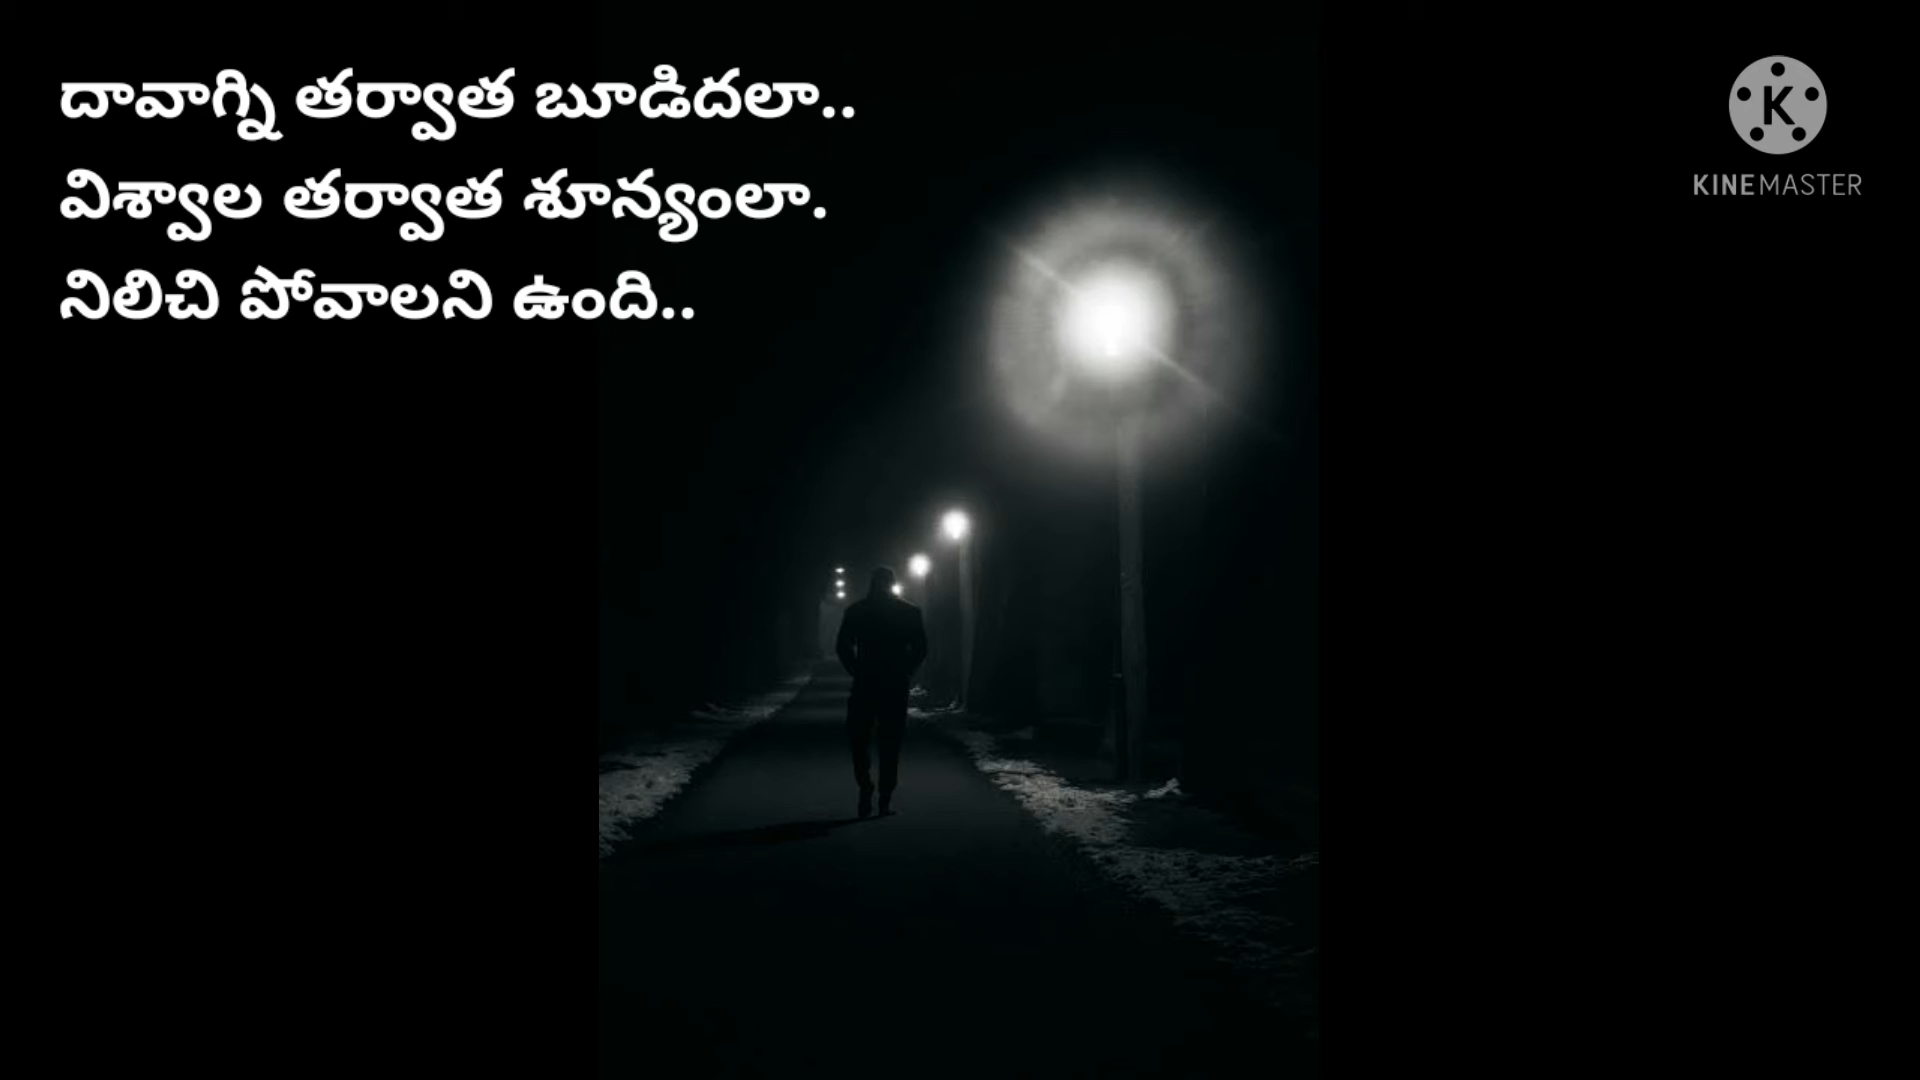 దావాగ్ని తర్వాత బూడిదలా..
విశ్వాల తర్వాత శూన్యంలా.
నిలిచి పోవాలని ఉంది..
K
KINEMASTER